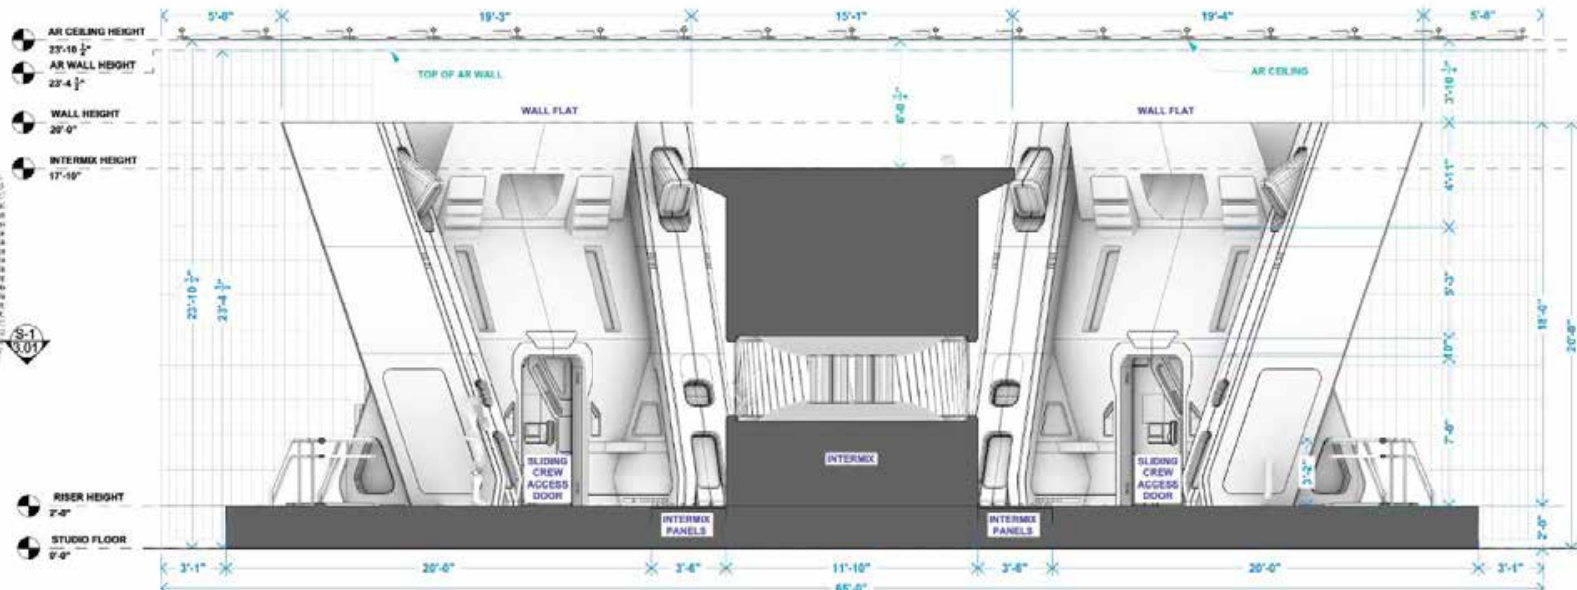 5'-8" 19'-3" 15'-1" 19'-4" 5'-8"
AR CEILING HEIGHT
23'-10 ½"
AR WALL HEIGHT
23'-4 ½"
TOP OF AR WALL
AR CEILING
WALL HEIGHT
20'-0"
WALL FLAT
WALL FLAT
INTERMIX HEIGHT
17'-10"
6'-0 ½"
3'-10 ½"
4'-11"
5'-3"
10"
7'-0"
3'-2"
18'-0"
20'-0"
2'-0"
23'-10 ½"
23'-4 ½"
S-1
3.01
SLIDING
CREW
ACCESS
DOOR
INTERMIX
SLIDING
CREW
ACCESS
DOOR
RISER HEIGHT
2'-0"
INTERMIX
PANELS
INTERMIX
PANELS
STUDIO FLOOR
0'-0"
3'-1" 20'-0" 3'-6" 11'-10" 3'-6" 20'-0" 3'-1"
65'-0"